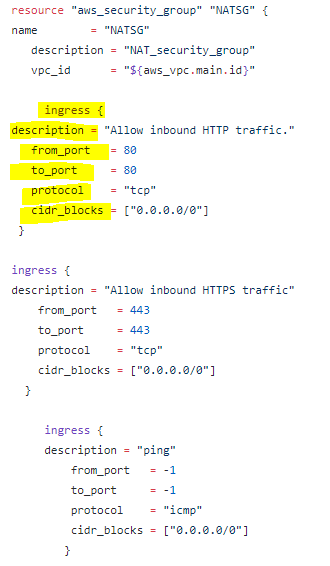 resource "aws_security_group" "NATSG" {
name = "NATSG"
description = "NAT_security_group"
vpc_id = "${aws_vpc.main.id}"
ingress {
description = "Allow inbound HTTP traffic."
from_port = 80
to_port = 80
protocol = "tcp"
cidr_blocks = ["0.0.0.0/0"]
}
ingress {
description = "Allow inbound HTTPS traffic"
from_port = 443
to_port = 443
protocol = "tcp"
cidr_blocks = ["0.0.0.0/0"]
}
ingress {
description = "ping"
from_port = -1
to_port = -1
protocol = "icmp"
cidr_blocks = ["0.0.0.0/0"]
}